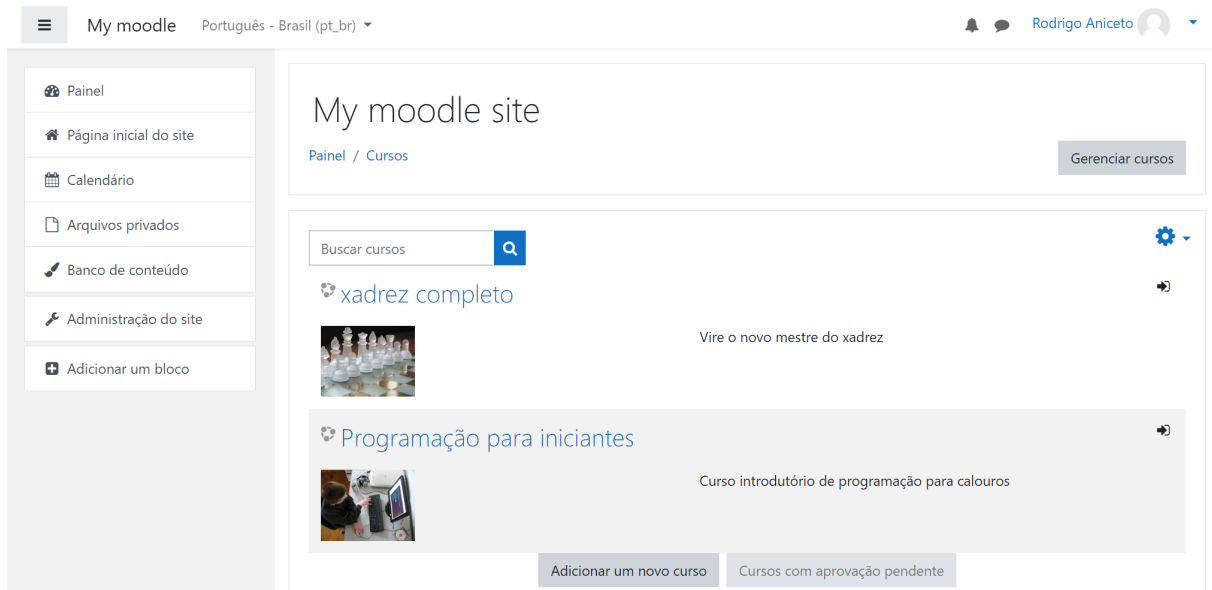 My moodle
Português - Brasil (pt_br)
Rodrigo Aniceto
Painel
Página inicial do site
Calendário
Arquivos privados
Banco de conteúdo
Administração do site
Adicionar um bloco
My moodle site
Painel / Cursos
Gerenciar cursos
Buscar cursos
xadrez completo
Vire o novo mestre do xadrez
Programação para iniciantes
Curso introdutório de programação para calouros
Adicionar um novo curso
Cursos com aprovação pendente